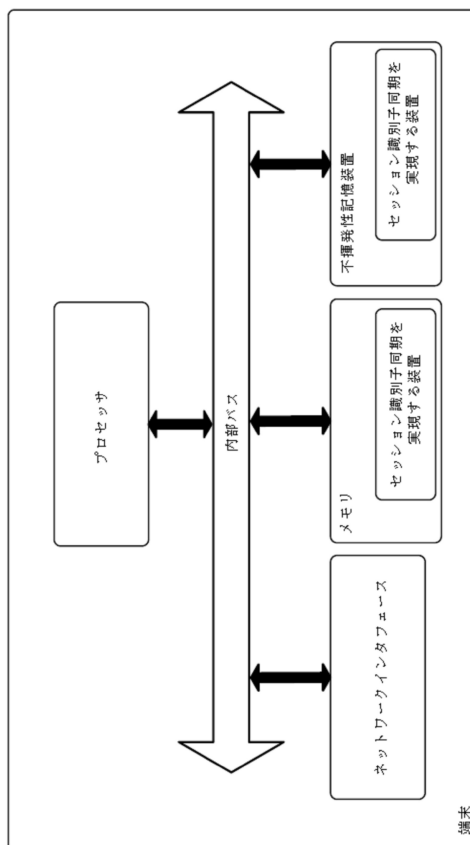 端末
プロセッサ
内部バス
ネットワークインタフェース
メモリ
セッション識別子同期を
実現する装置
不揮発性記憶装置
セッション識別子同期を
実現する装置